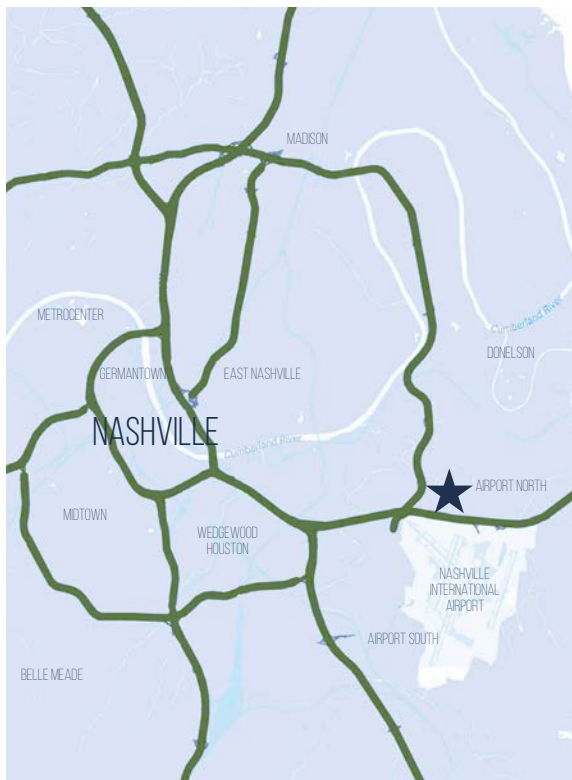 MADISON
Cumberland River
METROCENTER
DONELSON
GERMANTOWN
EAST NASHVILLE
NASHVILLE
Cumberland River
AIRPORT NORTH
MIDTOWN
WEDGEWOOD
HOUSTON
NASHVILLE
INTERNATIONAL
AIRPORT
AIRPORT SOUTH
BELLE MEADE